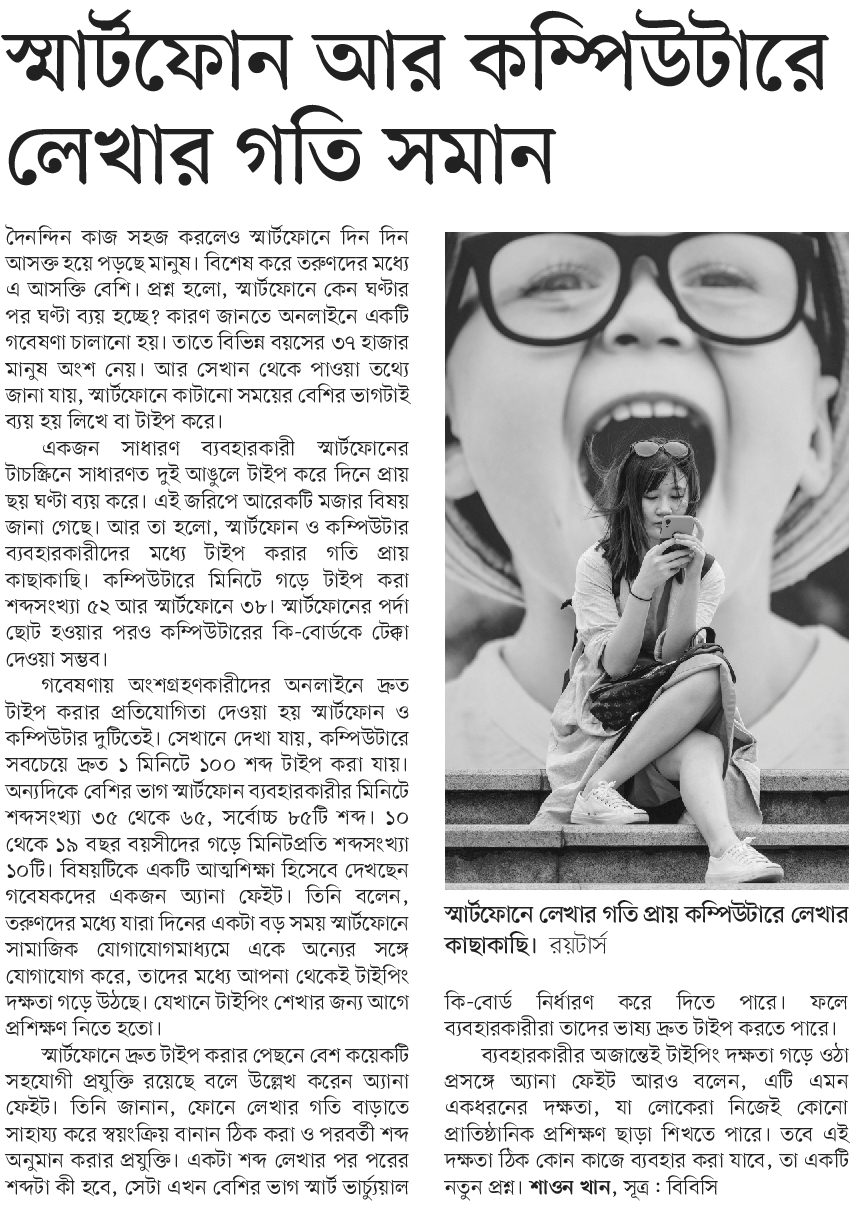 স্মার্টফোন আর কম্পিউটারে
লেখার গতি সমান
দৈনন্দিন কাজ সহজ করলেও স্মার্টফোনে দিন দিন
আসক্ত হয়ে পড়ছে মানুষ। বিশেষ করে তরুণদের মধ্যে
এ আসক্তি বেশি। প্রশ্ন হলো, স্মার্টফোনে কেন ঘণ্টার
পর ঘণ্টা ব্যয় হচ্ছে? কারণ জানতে অনলাইনে একটি
গবেষণা চালানো হয়। তাতে বিভিন্ন বয়সের ৩৭ হাজার
মানুষ অংশ নেয়। আর সেখান থেকে পাওয়া তথ্যে
জানা যায়, স্মার্টফোনে কাটানো সময়ের বেশির ভাগটাই
ব্যয় হয় লিখে বা টাইপ করে।
একজন সাধারণ ব্যবহারকারী স্মার্টফোনের
টাচস্ক্রিনে সাধারণত দুই আঙুলে টাইপ করে দিনে প্রায়
ছয় ঘণ্টা ব্যয় করে। এই জরিপে আরেকটি মজার বিষয়
জানা গেছে। আর তা হলো, স্মার্টফোন ও কম্পিউটার
ব্যবহারকারীদের মধ্যে টাইপ করার গতি প্রায়
কাছাকাছি। কম্পিউটারে মিনিটে গড়ে টাইপ করা
শব্দসংখ্যা ৫২ আর স্মার্টফোনে ৩৮। স্মার্টফোনের পর্দা
ছোট হওয়ার পরও কম্পিউটারের কি-বোর্ডকে টেক্কা
দেওয়া সম্ভব।
গবেষণায় অংশগ্রহণকারীদের অনলাইনে দ্রুত
টাইপ করার প্রতিযোগিতা দেওয়া হয় স্মার্টফোন ও
কম্পিউটার দুটিতেই। সেখানে দেখা যায়, কম্পিউটারে
সবচেয়ে দ্রুত ১ মিনিটে ১০০ শব্দ টাইপ করা যায়।
অন্যদিকে বেশির ভাগ স্মার্টফোন ব্যবহারকারীর মিনিটে
শব্দসংখ্যা ৩৫ থেকে ৬৫, সর্বোচ্চ ৮৫টি শব্দ। ১০
থেকে ১৯ বছর বয়সীদের গড়ে মিনিটপ্রতি শব্দসংখ্যা
১০টি। বিষয়টিকে একটি আত্মশিক্ষা হিসেবে দেখছেন
গবেষকদের একজন অ্যানা ফেইট। তিনি বলেন,
তরুণদের মধ্যে যারা দিনের একটা বড় সময় স্মার্টফোনে
সামাজিক যোগাযোগমাধ্যমে একে অন্যের সঙ্গে
যোগাযোগ করে, তাদের মধ্যে আপনা থেকেই টাইপিং
দক্ষতা গড়ে উঠছে। যেখানে টাইপিং শেখার জন্য আগে
প্রশিক্ষণ নিতে হতো।
স্মার্টফোনে দ্রুত টাইপ করার পেছনে বেশ কয়েকটি
সহযোগী প্রযুক্তি রয়েছে বলে উল্লেখ করেন অ্যানা
ফেইট। তিনি জানান, ফোনে লেখার গতি বাড়াতে
সাহায্য করে স্বয়ংক্রিয় বানান ঠিক করা ও পরবর্তী শব্দ
অনুমান করার প্রযুক্তি। একটা শব্দ লেখার পর পরের
শব্দটা কী হবে, সেটা এখন বেশির ভাগ স্মার্ট ভার্চ্যুয়াল
স্মার্টফোনে লেখার গতি প্রায় কম্পিউটারে লেখার
কাছাকাছি। রয়টার্স
কি-বোর্ড নির্ধারণ করে দিতে পারে। ফলে
ব্যবহারকারীরা তাদের ভাষ্য দ্রুত টাইপ করতে পারে।
ব্যবহারকারীর অজান্তেই টাইপিং দক্ষতা গড়ে ওঠা
প্রসঙ্গে অ্যানা ফেইট আরও বলেন, এটি এমন
একধরনের দক্ষতা, যা লোকেরা নিজেই কোনো
প্রাতিষ্ঠানিক প্রশিক্ষণ ছাড়া শিখতে পারে। তবে এই
দক্ষতা ঠিক কোন কাজে ব্যবহার করা যাবে, তা একটি
নতুন প্রশ্ন। শাওন খান, সূত্র : বিবিসি